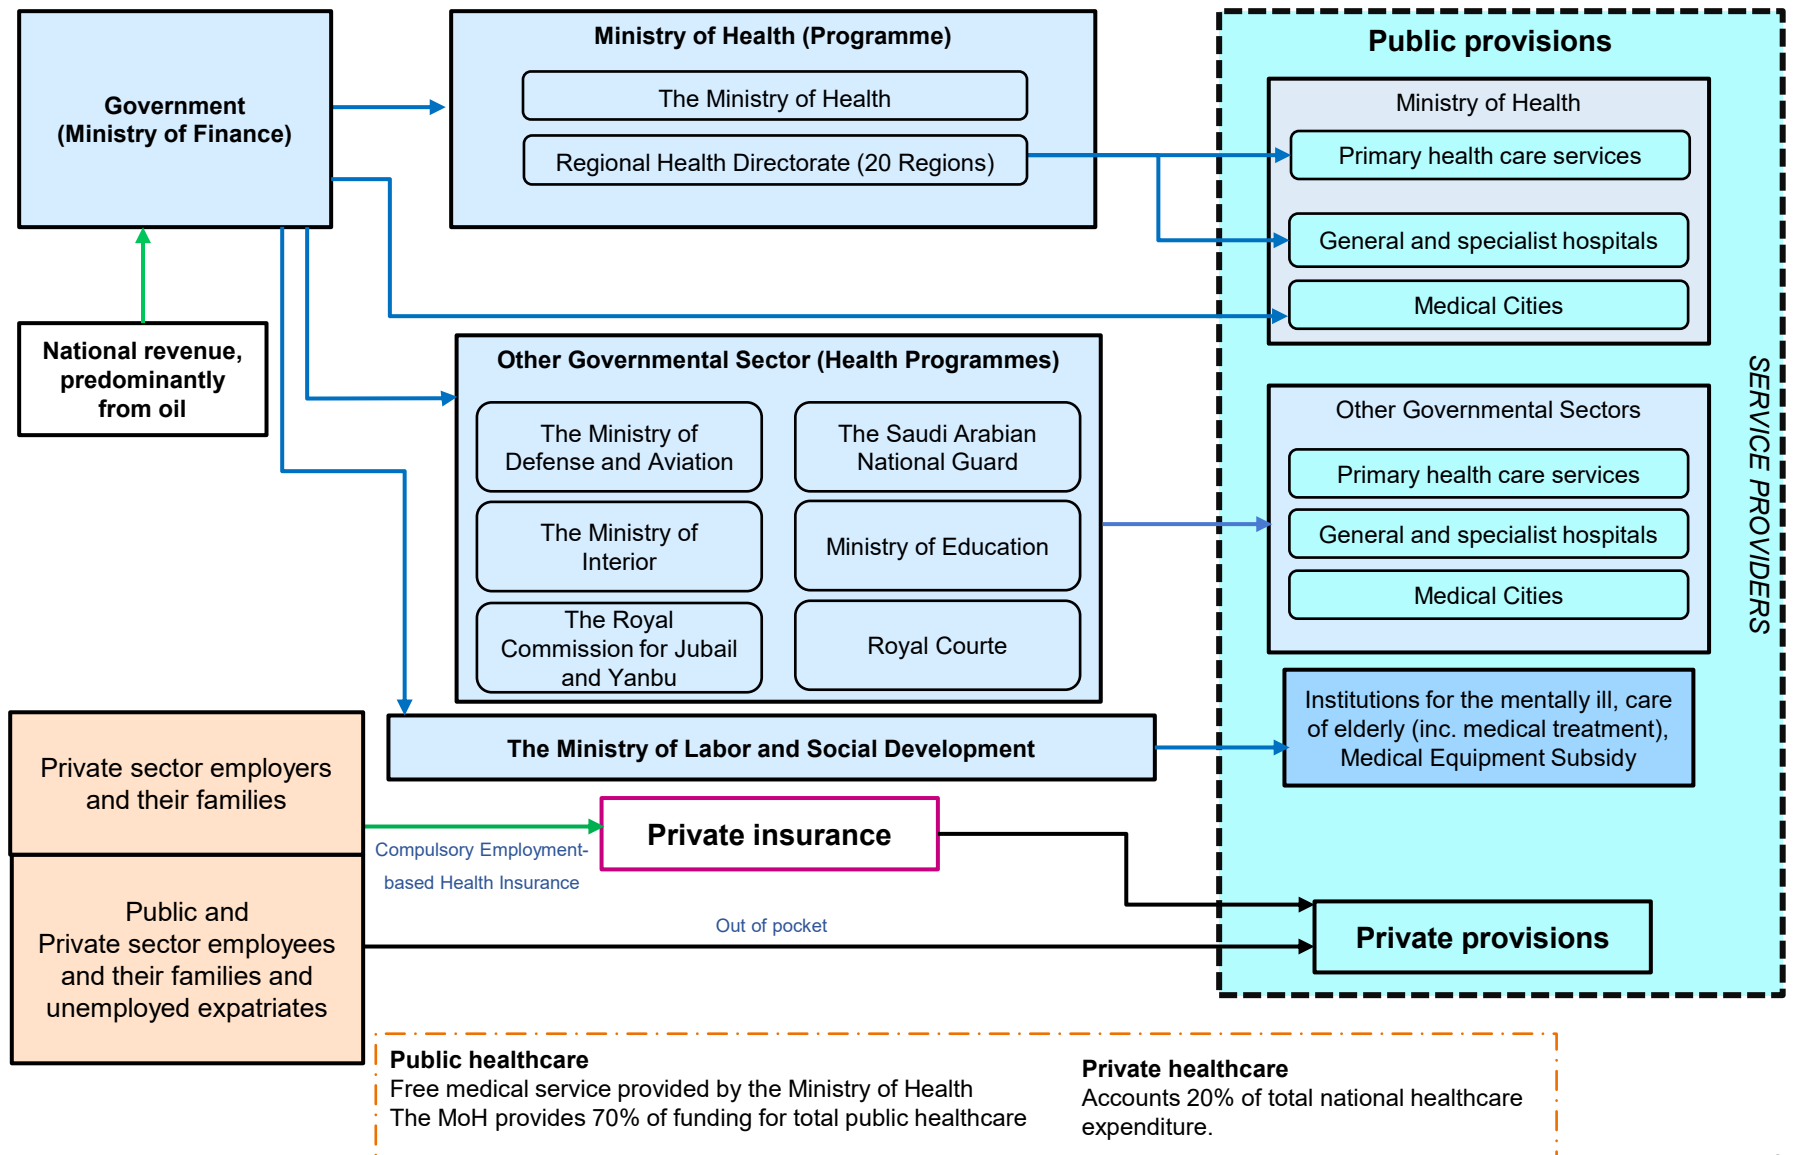 Government
(Ministry of Finance)
National revenue,
predominantly
from oil
Ministry of Health (Programme)
The Ministry of Health
Regional Health Directorate (20 Regions)
Other Governmental Sector (Health Programmes)
The Ministry of
Defense and Aviation
The Saudi Arabian
National Guard
The Ministry of
Interior
Ministry of Education
The Royal
Commission for Jubail
and Yanbu
Royal Courte
The Ministry of Labor and Social Development
Public provisions
Ministry of Health
Primary health care services
General and specialist hospitals
Medical Cities
Other Governmental Sectors
Primary health care services
General and specialist hospitals
Medical Cities
Institutions for the mentally ill, care
of elderly (inc. medical treatment),
Medical Equipment Subsidy
SERVICE PROVIDERS
Private sector employers
and their families
Compulsory Employment-
based Health Insurance
Private insurance
Public and
Private sector employees
and their families and
unemployed expatriates
Out of pocket
Private provisions
Public healthcare
Free medical service provided by the Ministry of Health
The MoH provides 70% of funding for total public healthcare
Private healthcare
Accounts 20% of total national healthcare
expenditure.